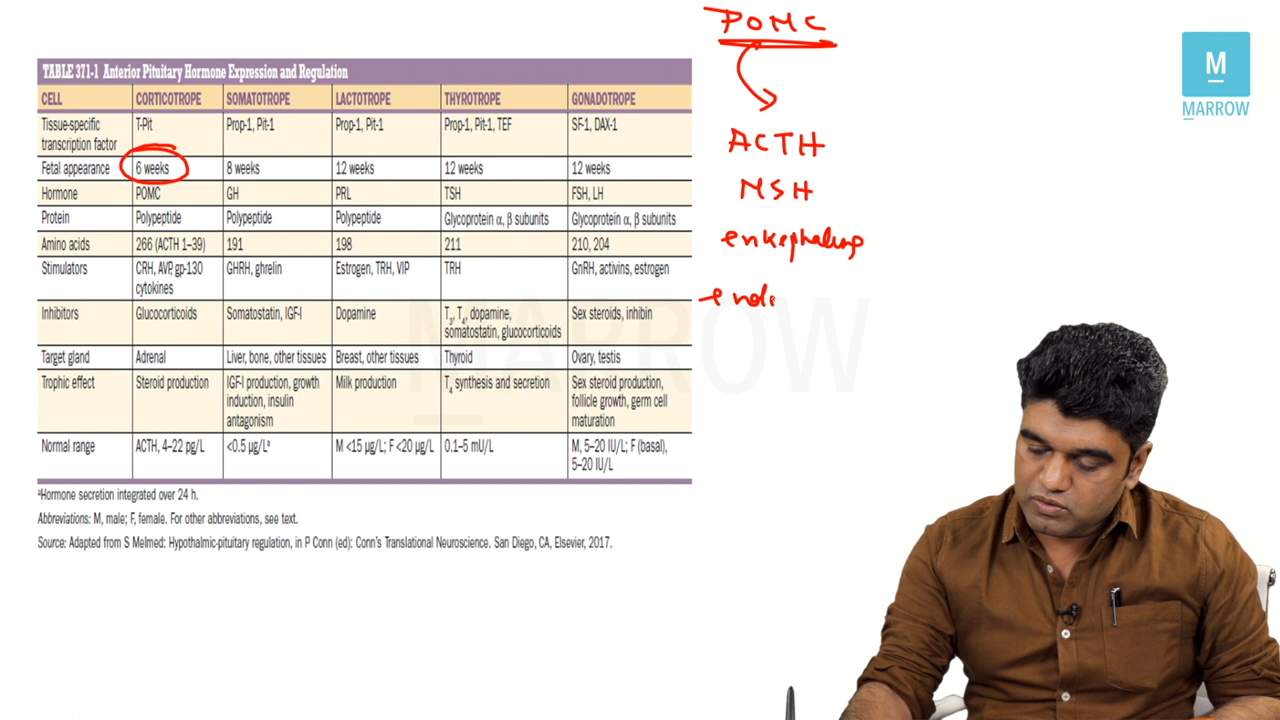 POMC
ACTH
MSH
enkephalins
endo
M
MARROW
TABLE 371-1 Anterior Pituitary Hormone Expression and Regulation
CELL CORTICOTROPE SOMATOTROPE LACTOTROPE THYROTROPE GONADOTROPE
Tissue-specific transcription factor T-Pit Prop-1, Pit-1 Prop-1, Pit-1 Prop-1, Pit-1, TEF SF-1, DAX-1
Fetal appearance 6 weeks 8 weeks 12 weeks 12 weeks 12 weeks
Hormone POMC GH PRL TSH FSH, LH
Protein Polypeptide Polypeptide Polypeptide Glycoprotein α, β subunits Glycoprotein α, β subunits
Amino acids 266 (ACTH 1–39) 191 198 211 210, 204
Stimulators CRH, AVP, gp-130 cytokines GHRH, ghrelin Estrogen, TRH, VIP TRH GnRH, activins, estrogen
Inhibitors Glucocorticoids Somatostatin, IGF-I Dopamine T3, T4, dopamine, somatostatin, glucocorticoids Sex steroids, inhibin
Target gland Adrenal Liver, bone, other tissues Breast, other tissues Thyroid Ovary, testis
Trophic effect Steroid production IGF-I production, growth induction, insulin antagonism Milk production T4 synthesis and secretion Sex steroid production, follicle growth, germ cell maturation
Normal range ACTH, 4–22 pg/L <0.5 μg/Lª M <15 μg/L; F <20 μg/L 0.1–5 mU/L M, 5–20 IU/L; F (basal), 5–20 IU/L
ªHormone secretion integrated over 24 h.
Abbreviations: M, male; F, female. For other abbreviations, see text.
Source: Adapted from S Melmed: Hypothalmic-pituitary regulation, in P Conn (ed): Conn's Translational Neuroscience. San Diego, CA, Elsevier, 2017.
MARROW